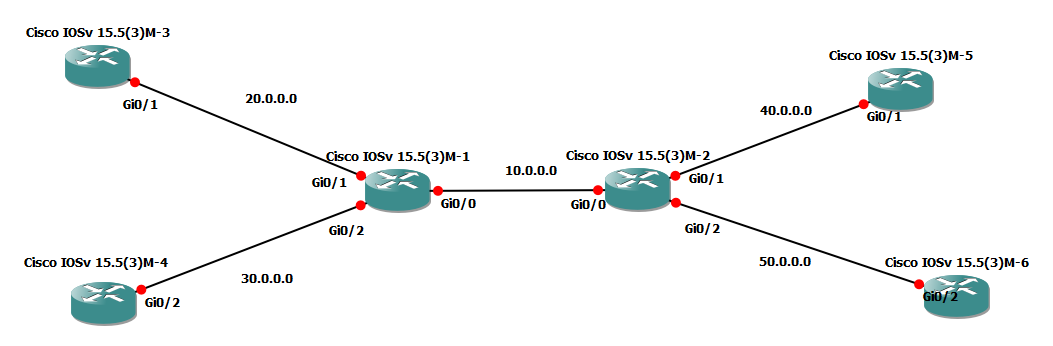 Cisco IOSv 15.5(3)M-3
Gi0/1
20.0.0.0
Cisco IOSv 15.5(3)M-1
Gi0/1
Gi0/0
Gi0/2
Cisco IOSv 15.5(3)M-4
Gi0/2
30.0.0.0
10.0.0.0
Cisco IOSv 15.5(3)M-2
Gi0/0
Gi0/1
Gi0/2
40.0.0.0
Cisco IOSv 15.5(3)M-5
Gi0/1
50.0.0.0
Cisco IOSv 15.5(3)M-6
Gi0/2